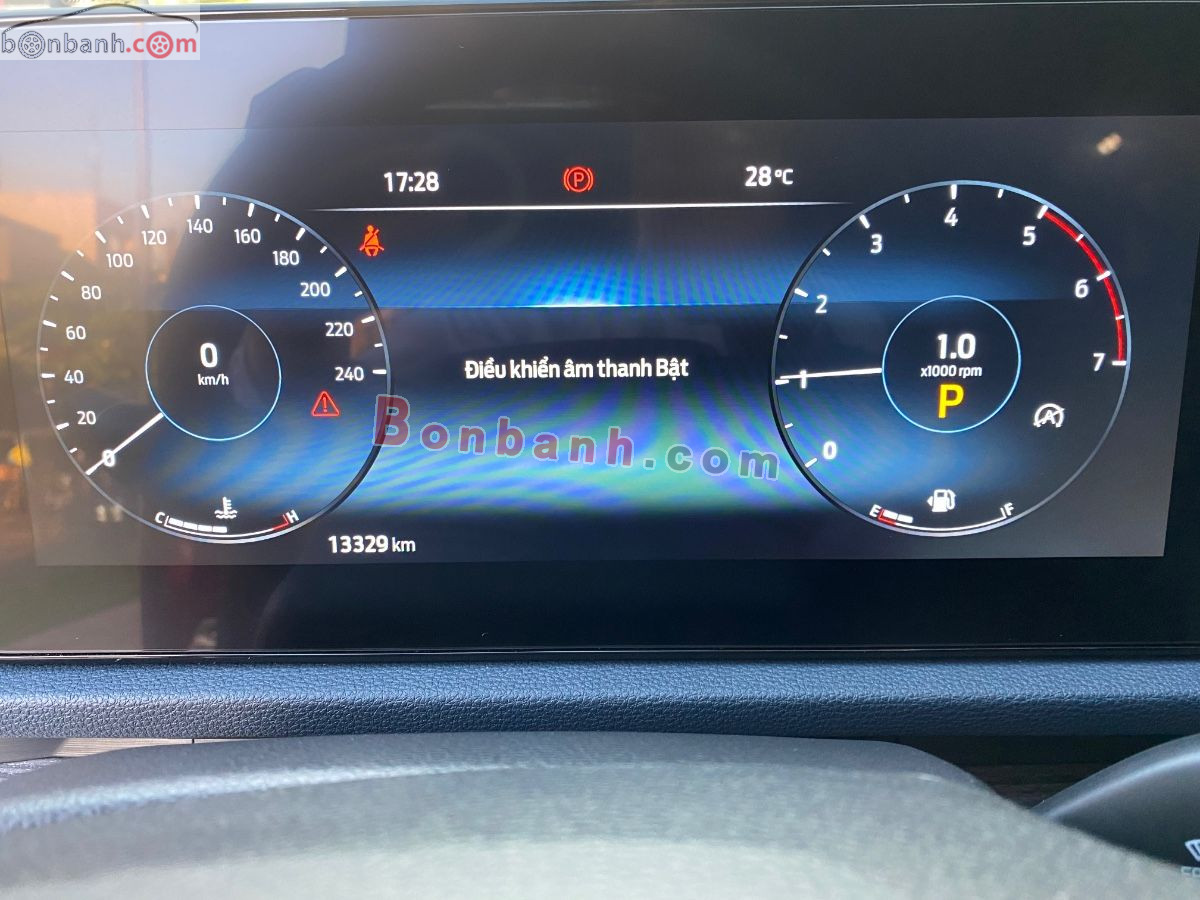 bonbanh.com
17:28
P
28°C
0
20
40
60
80
100
120
140
160
180
200
220
240
0
km/h
Điều khiển âm thanh Bật
Bonbanh.com
0
1
2
3
4
5
6
7
1.0
x1000 rpm
P
A
C H
E F
13329 km